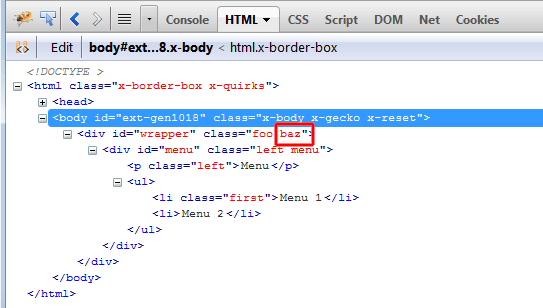 Console HTML CSS Script DOM Net
Edit body#ext...8.x-body < html.x-border-box
<!DOCTYPE >
<html class="x-border-box x-quirks">
<head>
<body id="ext-gen1018" class="x-body x-gecko x-reset">
<div id="wrapper" class="foo baz">
<div id="menu" class="left menu">
<p class="left">Menu</p>
<ul>
<li class="first">Menu 1</li>
<li>Menu 2</li>
</ul>
</div>
</div>
</body>
</html>